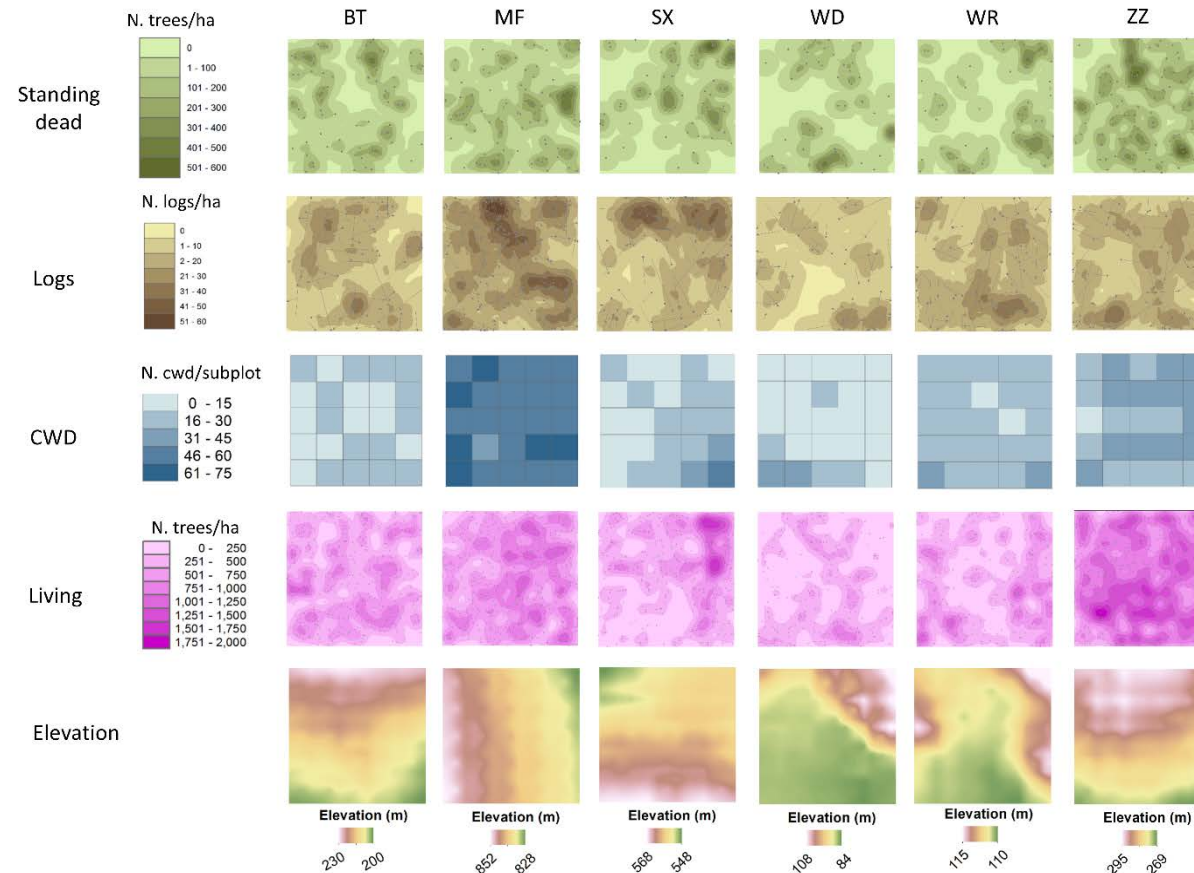 N. trees/ha
BT MF SX WD WR ZZ
0
1 - 100
101 - 200
201 - 300
301 - 400
401 - 500
501 - 600
Standing
dead
N. logs/ha
0
1 - 10
2 - 20
21 - 30
31 - 40
41 - 50
51 - 60
Logs
N. cwd/subplot
0 - 15
16 - 30
31 - 45
46 - 60
61 - 75
CWD
N. trees/ha
0 - 250
251 - 500
501 - 750
751 - 1,000
1,001 - 1,250
1,251 - 1,500
1,501 - 1,750
1,751 - 2,000
Living
Elevation
Elevation (m) Elevation (m) Elevation (m) Elevation (m) Elevation (m) Elevation (m)
230 200 852 828 568 548 108 84 115 110 295 269